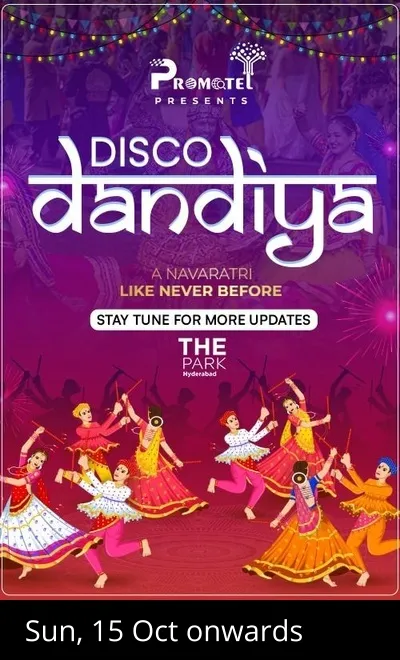 PROMOTEL
PRESENTS
DISCO
dandiya
A NAVARATRI
LIKE NEVER BEFORE
STAY TUNE FOR MORE UPDATES
THE
PARK
Hyderabad
Sun, 15 Oct onwards